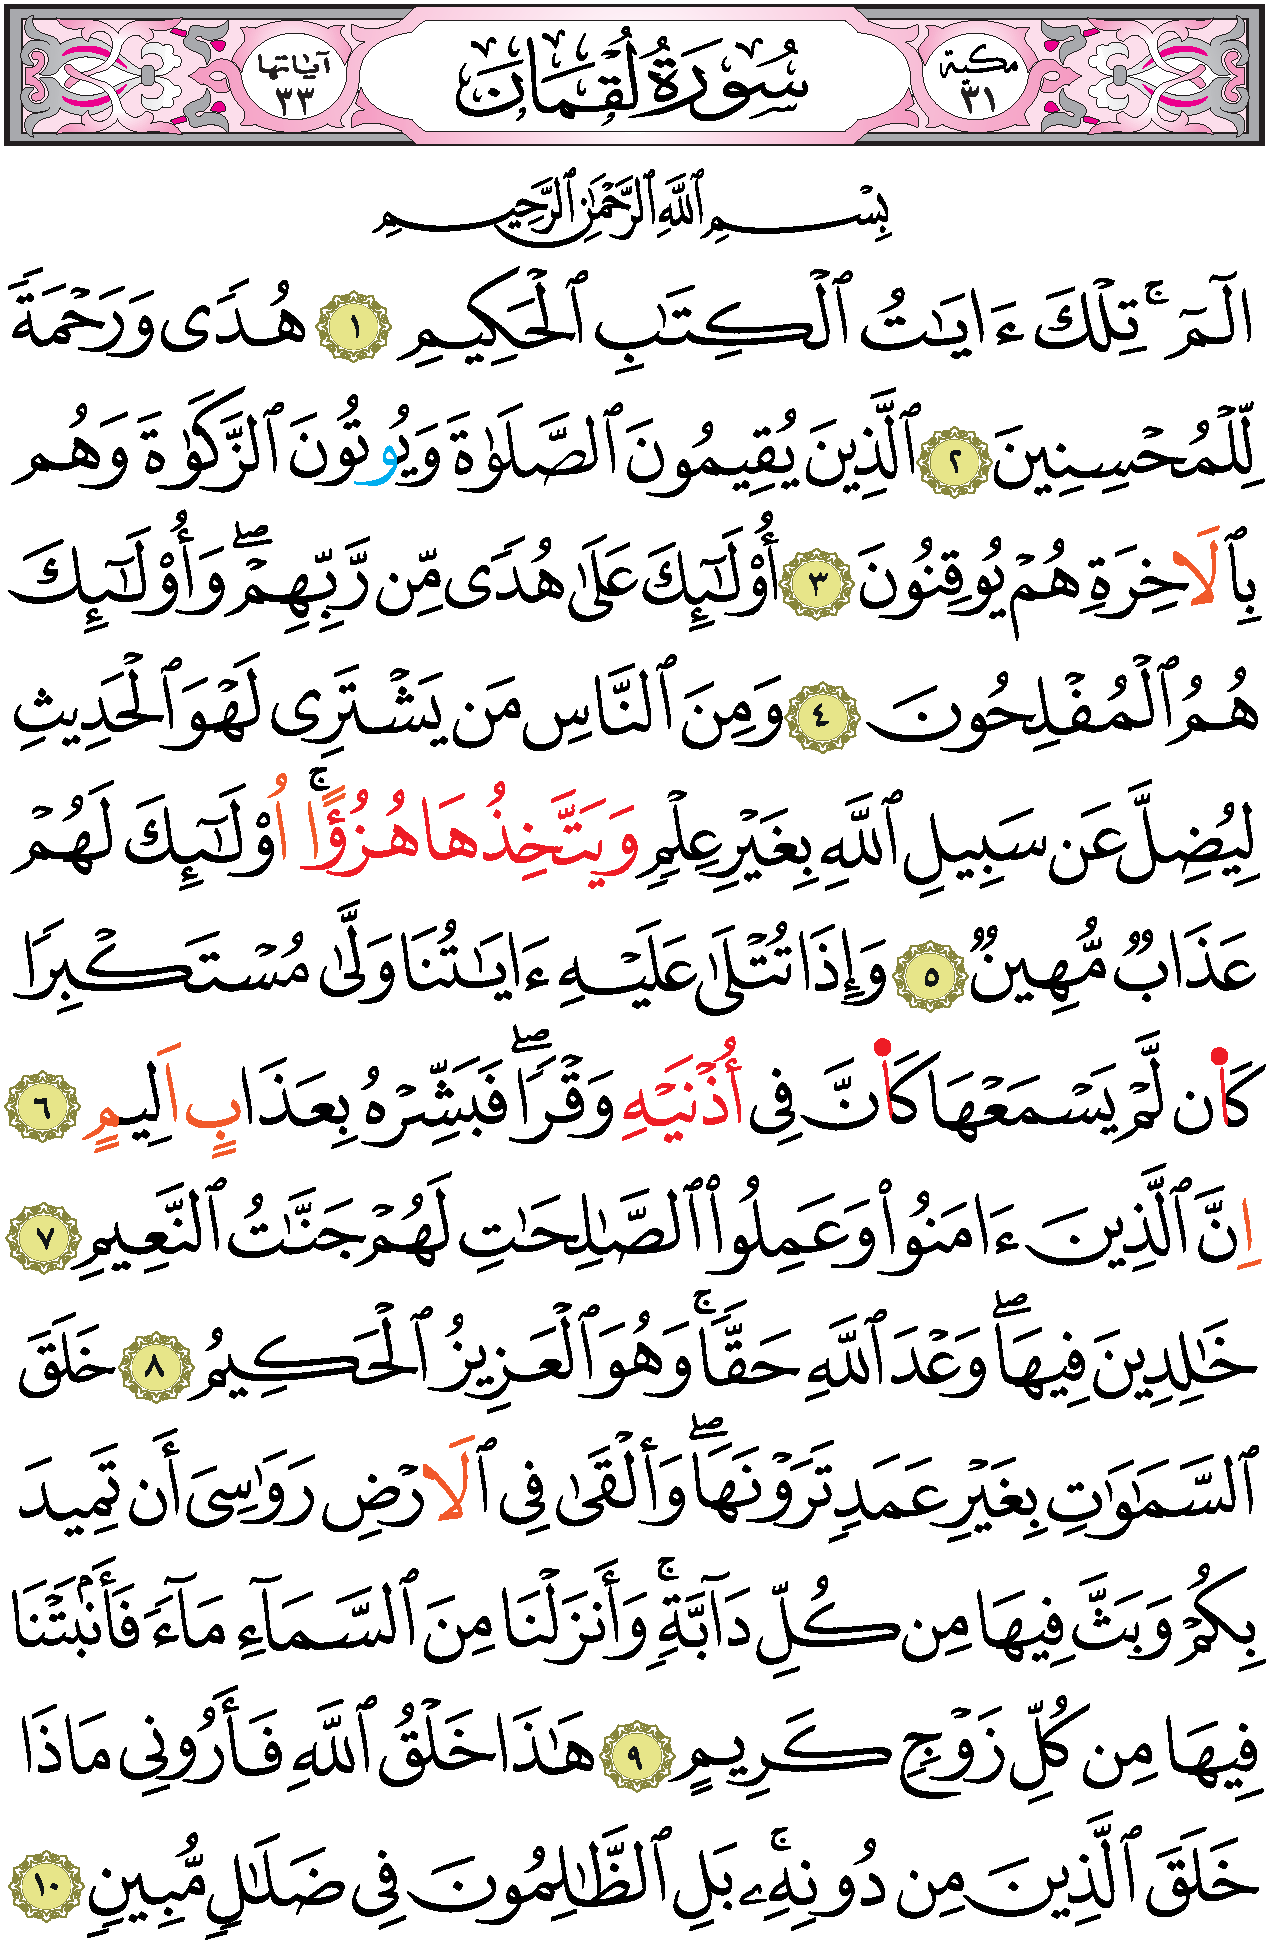 مكية ٣١ سُورَةُ لُقْمَان آياتها ٣٣
بِسْمِ ٱللَّهِ ٱلرَّحْمَٰنِ ٱلرَّحِيمِ
الٓمٓ ۚ تِلْكَ ءَايَٰتُ ٱلْكِتَٰبِ ٱلْحَكِيمِ ١ هُدًى وَرَحْمَةً
لِّلْمُحْسِنِينَ ٢ ٱلَّذِينَ يُقِيمُونَ ٱلصَّلَوٰةَ وَيُوتُونَ ٱلزَّكَوٰةَ وَهُم
بِٱلَاخِرَةِ هُمْ يُوقِنُونَ ٣ أُوْلَٰٓئِكَ عَلَىٰ هُدًى مِّن رَّبِّهِمْ ۖ وَأُوْلَٰٓئِكَ
هُمُ ٱلْمُفْلِحُونَ ٤ وَمِنَ ٱلنَّاسِ مَن يَشْتَرِى لَهْوَ ٱلْحَدِيثِ
لِيُضِلَّ عَن سَبِيلِ ٱللَّهِ بِغَيْرِ عِلْمٍ وَيَتَّخِذُهَا هُزُؤًا ۚ اُوْلَٰٓئِكَ لَهُمْ
عَذَابٌ مُّهِينٌ ٥ وَإِذَا تُتْلَىٰ عَلَيْهِ ءَايَٰتُنَا وَلَّىٰ مُسْتَكْبِرًا
كَأَن لَّمْ يَسْمَعْهَا كَأَنَّ فِى أُذْنَيْهِ وَقْرًا ۖ فَبَشِّرْهُ بِعَذَابٍ اَلِيمٍ ٦
اِنَّ ٱلَّذِينَ ءَامَنُوا۟ وَعَمِلُوا۟ ٱلصَّٰلِحَٰتِ لَهُمْ جَنَّٰتُ ٱلنَّعِيمِ ٧
خَٰلِدِينَ فِيهَا ۖ وَعْدَ ٱللَّهِ حَقًّا ۚ وَهُوَ ٱلْعَزِيزُ ٱلْحَكِيمُ ٨ خَلَقَ
ٱلسَّمَٰوَٰتِ بِغَيْرِ عَمَدٍ تَرَوْنَهَا ۖ وَأَلْقَىٰ فِى ٱلَارْضِ رَوَٰسِىَ أَن تَمِيدَ
بِكُمْ وَبَثَّ فِيهَا مِن كُلِّ دَآبَّةٍ ۚ وَأَنزَلْنَا مِنَ ٱلسَّمَآءِ مَآءً فَأَنۢبَتْنَا
فِيهَا مِن كُلِّ زَوْجٍ كَرِيمٍ ٩ هَٰذَا خَلْقُ ٱللَّهِ فَأَرُونِى مَاذَا
خَلَقَ ٱلَّذِينَ مِن دُونِهِۦ ۚ بَلِ ٱلظَّٰلِمُونَ فِى ضَلَٰلٍ مُّبِينٍ ١٠